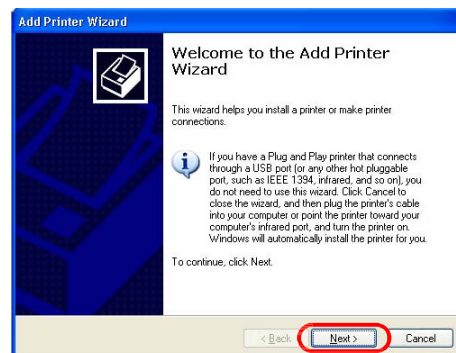 Add Printer Wizard
Welcome to the Add Printer
Wizard
This wizard helps you install a printer or make printer
connections.
If you have a Plug and Play printer that connects
through a USB port (or any other hot pluggable
port, such as IEEE 1394, infrared, and so on), you
do not need to use this wizard. Click Cancel to
close the wizard, and then plug the printer's cable
into your computer or point the printer toward your
computer's infrared port, and turn the printer on.
Windows will automatically install the printer for you.
To continue, click Next.
< Back Next > Cancel